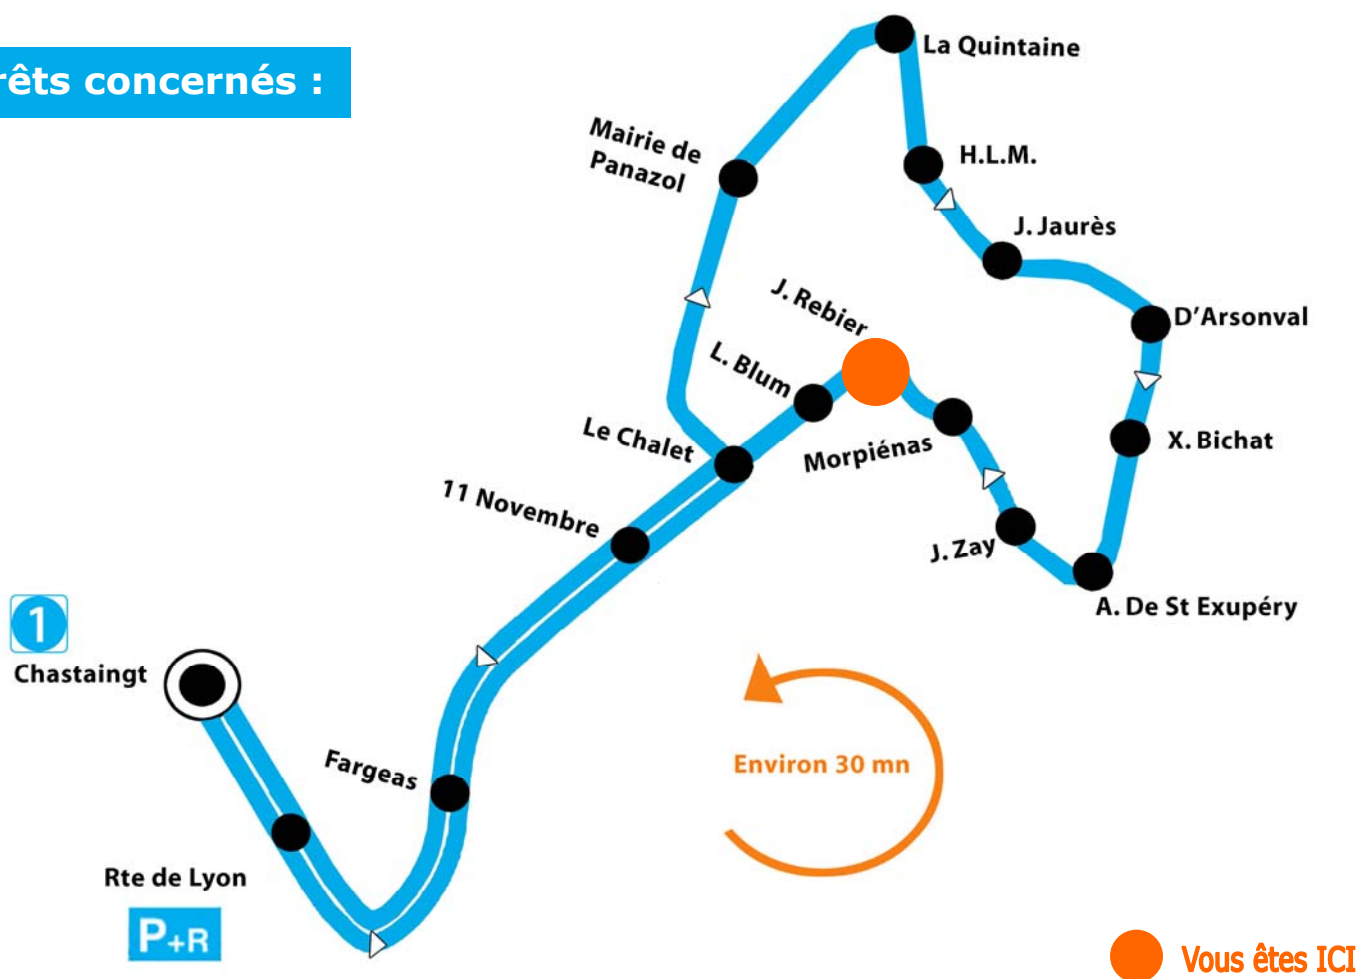 rêts concernés :
La Quintaine
Mairie de
Panazol
H.L.M.
J. Jaurès
J. Rebier
D'Arsonval
L. Blum
Le Chalet
Morpiénas
X. Bichat
11 Novembre
J. Zay
A. De St Exupéry
1
Chastaingt
Fargeas
Environ 30 mn
Rte de Lyon
P+R
Vous êtes ICI